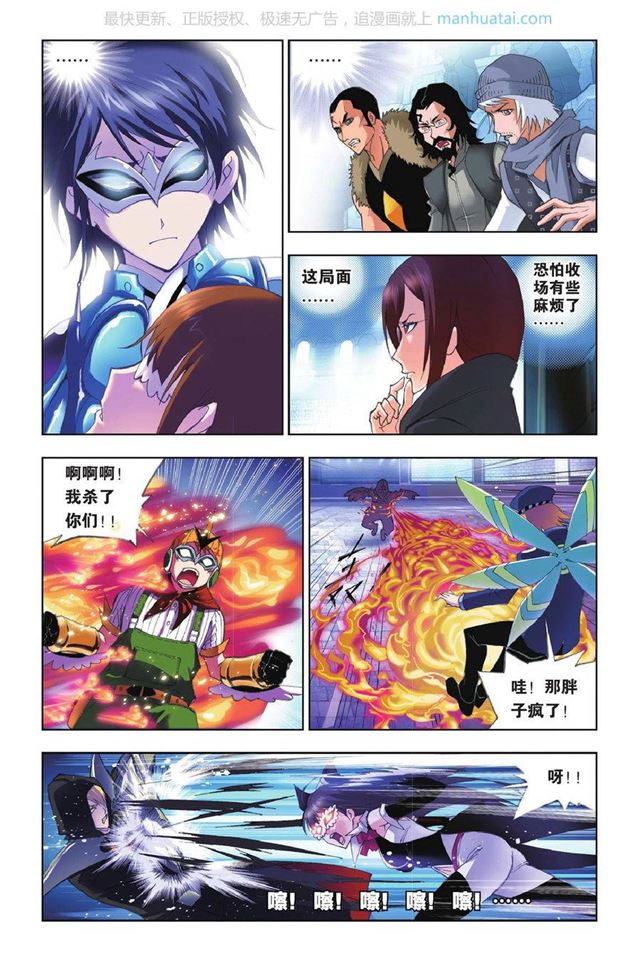 最快更新、正版授权、极速无广告，追漫画就上 manhuatai.com
……
……
这局面
……
恐怕收
场有些
麻烦了
……
啊啊啊！
我杀了
你们！！
哇！那胖
子疯了！
呀！！
嚓！嚓！嚓！嚓！嚓！……